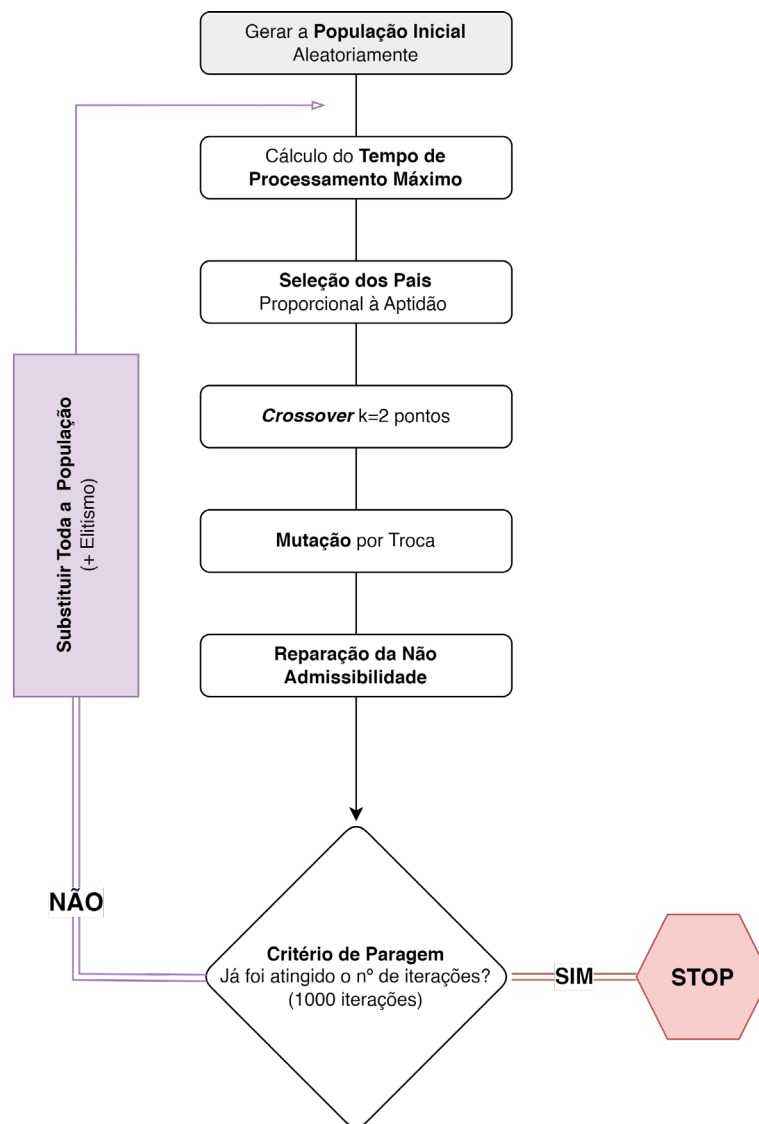 Gerar a População Inicial
Aleatoriamente
Cálculo do Tempo de
Processamento Máximo
Seleção dos Pais
Proporcional à Aptidão
Crossover k=2 pontos
Mutação por Troca
Reparação da Não
Admissibilidade
Critério de Paragem
Já foi atingido o nº de iterações?
(1000 iterações)
NÃO
Substituir Toda a População
(+ Elitismo)
SIM
STOP